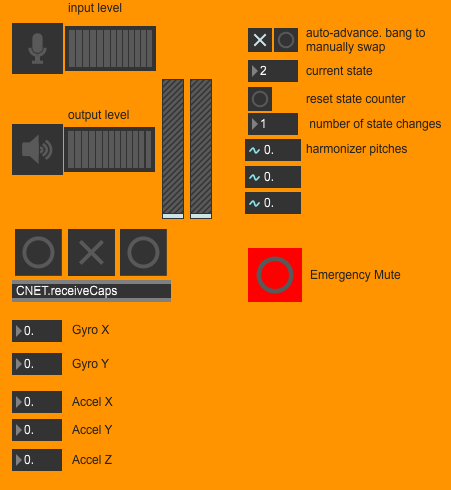 input level
output level
CNET.receiveCaps
0. Gyro X
0. Gyro Y
0. Accel X
0. Accel Y
0. Accel Z
auto-advance. bang to
manually swap
2 current state
reset state counter
1 number of state changes
0. harmonizer pitches
0.
0.
Emergency Mute